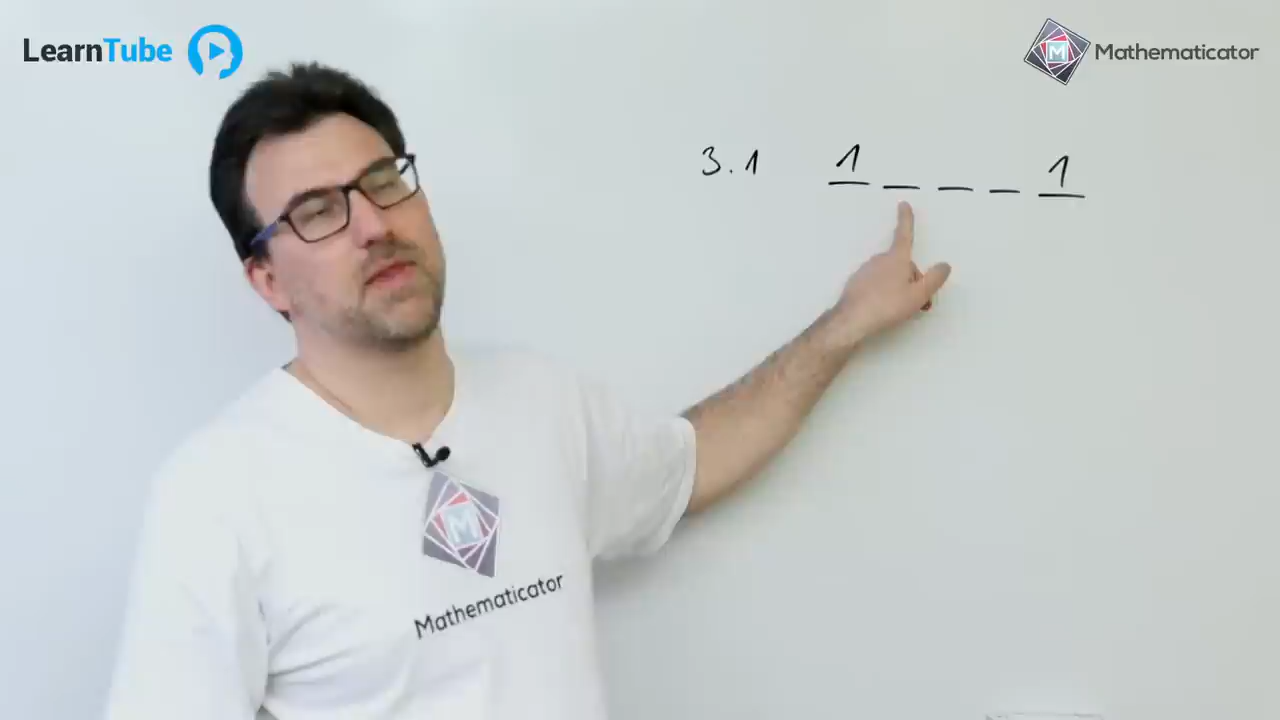 LearnTube
M Mathematicator
3.1 1 _ _ _ 1
M
Mathematicator